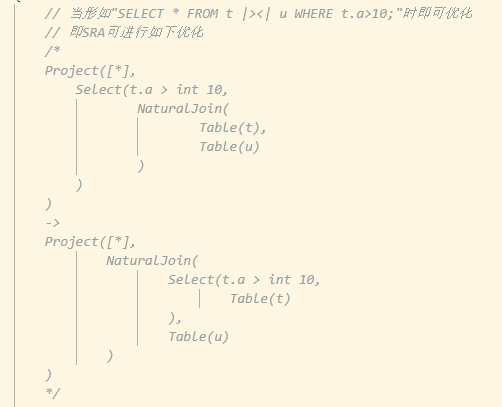 // 当形如"SELECT * FROM t |><| u WHERE t.a>10;"时即可优化
// 即SRA可进行如下优化
/*
Project([*],
Select(t.a > int 10,
NaturalJoin(
Table(t),
Table(u)
)
)
)
->
Project([*],
NaturalJoin(
Select(t.a > int 10,
Table(t)
),
Table(u)
)
)
*/